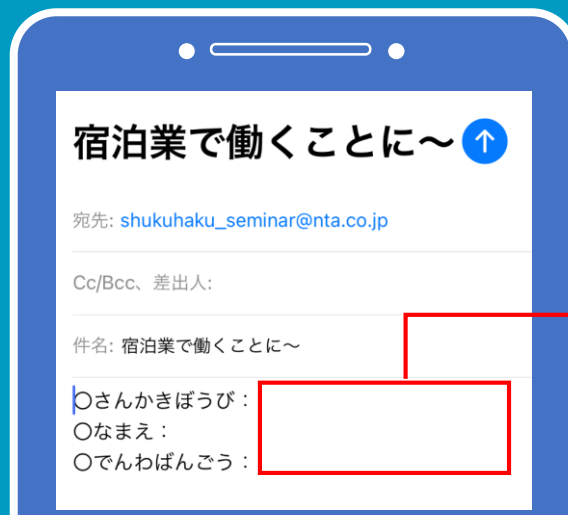 宿泊業で働くことに～
宛先: shukuhaku_seminar@nta.co.jp
Cc/Bcc、差出人:
件名: 宿泊業で働くことに～
〇さんかきぼうび：
〇なまえ：
〇でんわばんごう：